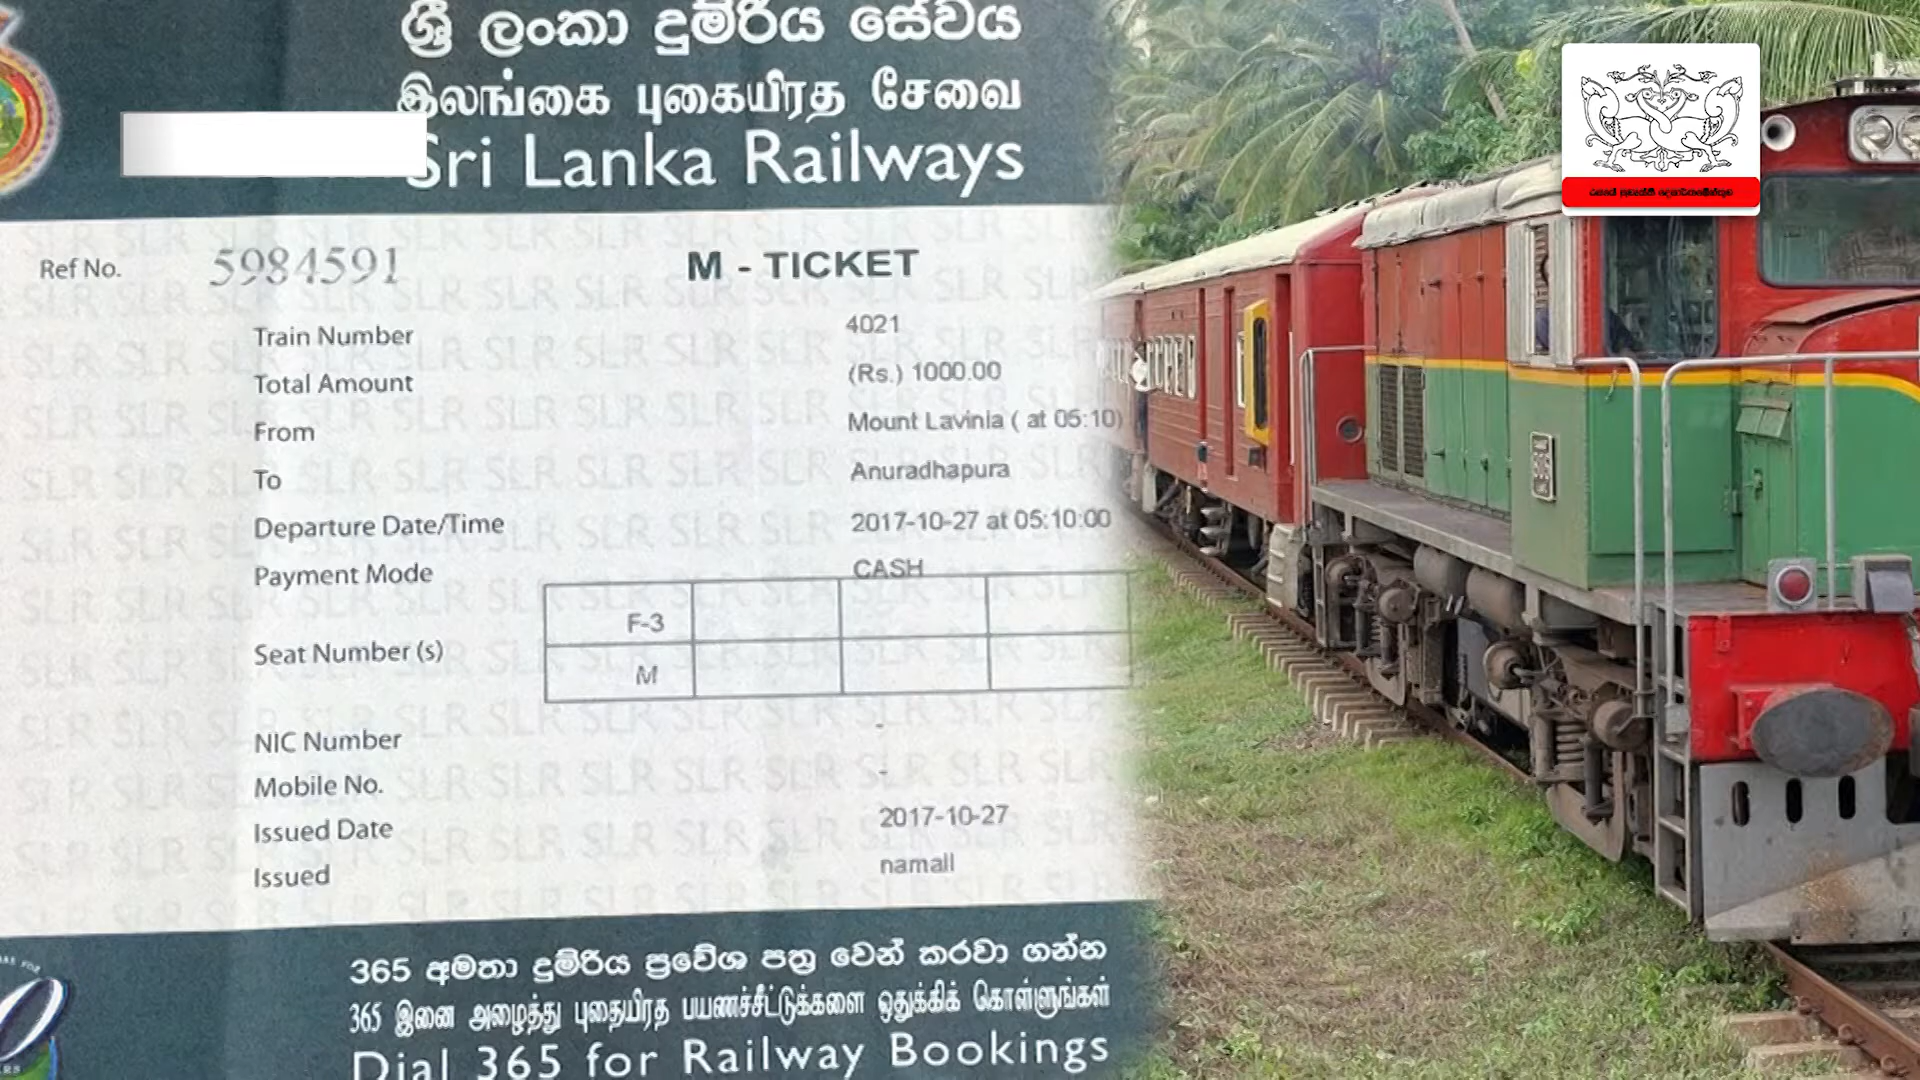 ශ්‍රී ලංකා දුම්රිය සේවය
இலங்கை புகையிரத சேவை
Sri Lanka Railways
Ref No. 5984591 M - TICKET
Train Number 4021
Total Amount (Rs.) 1000.00
From Mount Lavinia ( at 05:10)
To Anuradhapura
Departure Date/Time 2017-10-27 at 05:10:00
Payment Mode CASH
Seat Number (s) F-3
M
NIC Number -
Mobile No. -
Issued Date 2017-10-27
Issued namall
365 අමතා දුම්රිය ප්‍රවේශ පත්‍ර වෙන් කරවා ගන්න
365 இனை அழைத்து புகையிரத பயணச்சீட்டுக்களை ஒதுக்கிக் கொள்ளுங்கள்
Dial 365 for Railway Bookings
රජයේ ප්‍රවෘත්ති දෙපාර්තමේන්තුව